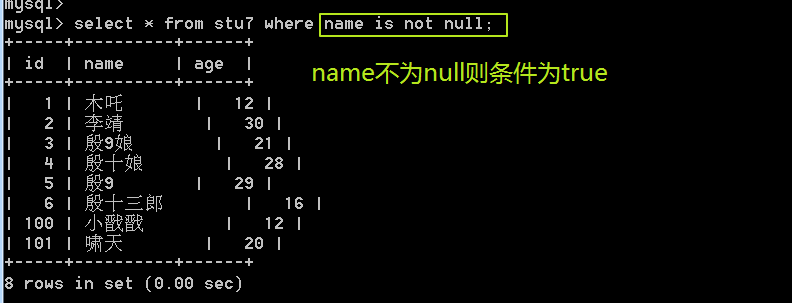 mysql>
mysql> select * from stu7 where name is not null;
+-----+----------+------+
| id | name | age |
+-----+----------+------+
name不为null则条件为true
| 1 | 木吒 | 12 |
| 2 | 李靖 | 30 |
| 3 | 殷9娘 | 21 |
| 4 | 殷十娘 | 28 |
| 5 | 殷9 | 29 |
| 6 | 殷十三郎 | 16 |
| 100 | 小戳戳 | 12 |
| 101 | 啸天 | 20 |
+-----+----------+------+
8 rows in set (0.00 sec)